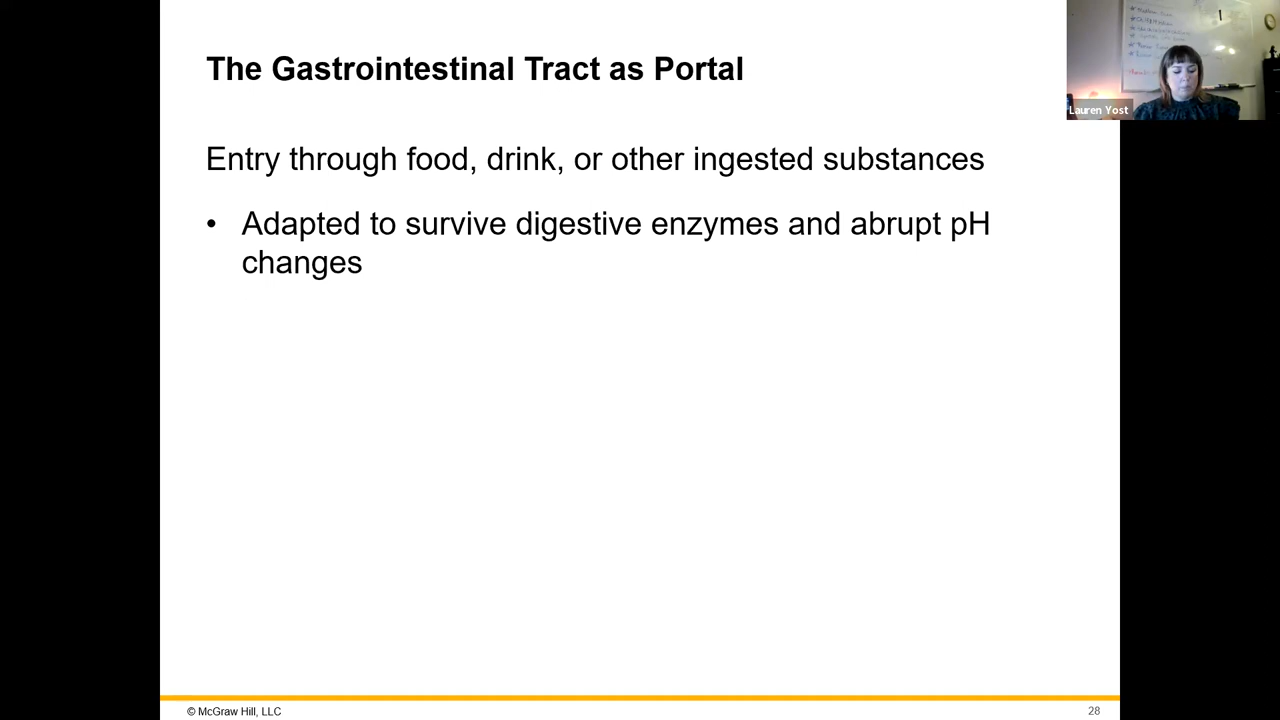 The Gastrointestinal Tract as Portal
Lauren Yost
Entry through food, drink, or other ingested substances
• Adapted to survive digestive enzymes and abrupt pH
changes
© McGraw Hill, LLC
28